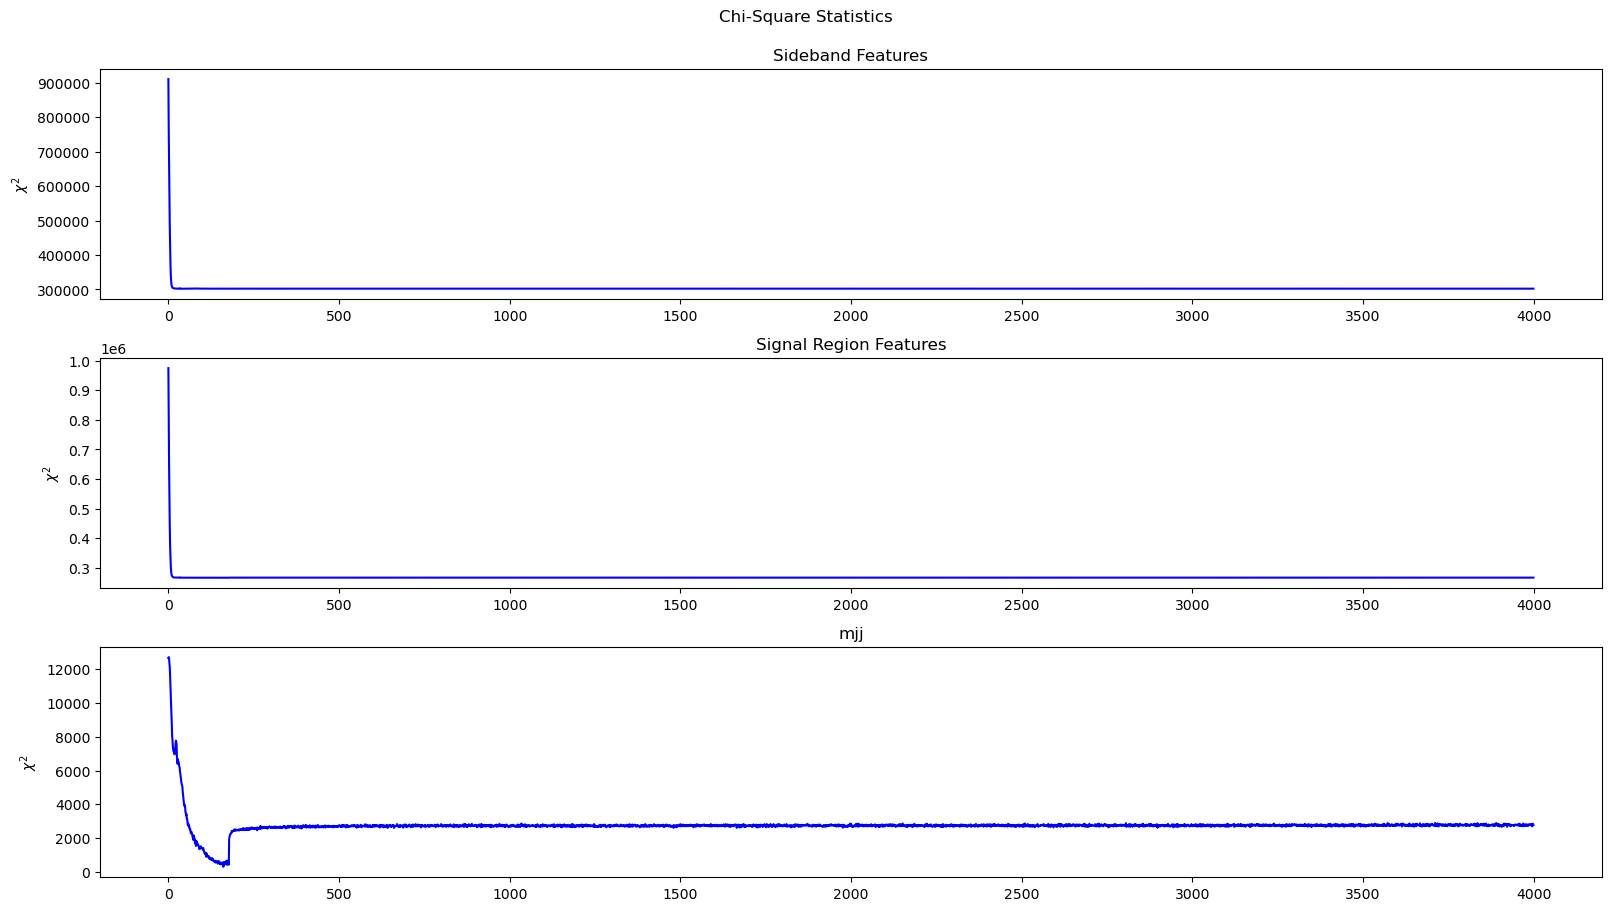 Chi-Square Statistics
Sideband Features
900000
800000
700000
600000
500000
400000
300000
χ²
0 500 1000 1500 2000 2500 3000 3500 4000
Signal Region Features
1e6
1.0
0.9
0.8
0.7
0.6
0.5
0.4
0.3
χ²
0 500 1000 1500 2000 2500 3000 3500 4000
mjj
12000
10000
8000
6000
4000
2000
0
χ²
0 500 1000 1500 2000 2500 3000 3500 4000